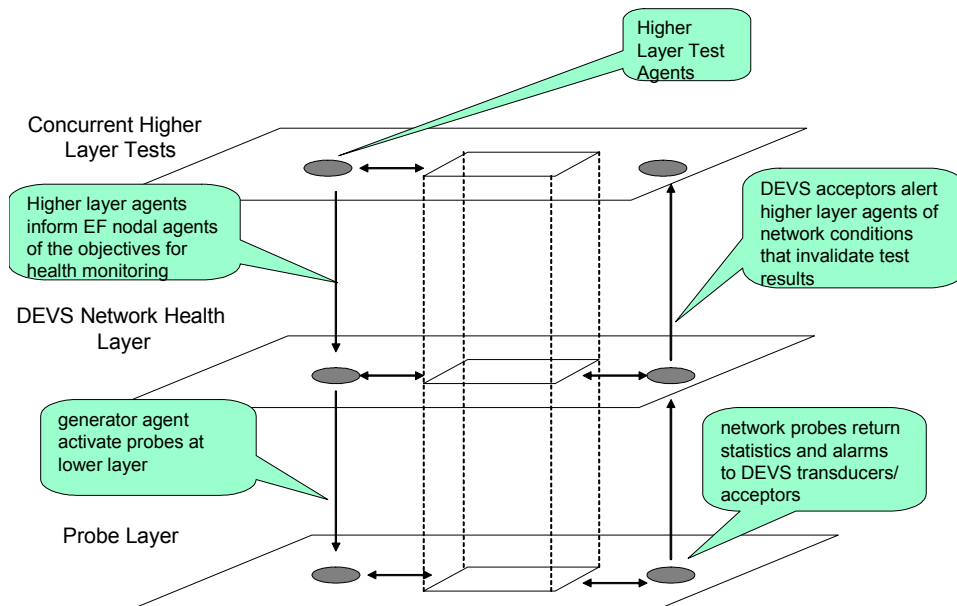 Higher
Layer Test
Agents
Concurrent Higher
Layer Tests
Higher layer agents
inform EF nodal agents
of the objectives for
health monitoring
DEVS acceptors alert
higher layer agents of
network conditions
that invalidate test
results
DEVS Network Health
Layer
generator agent
activate probes at
lower layer
network probes return
statistics and alarms
to DEVS transducers/
acceptors
Probe Layer